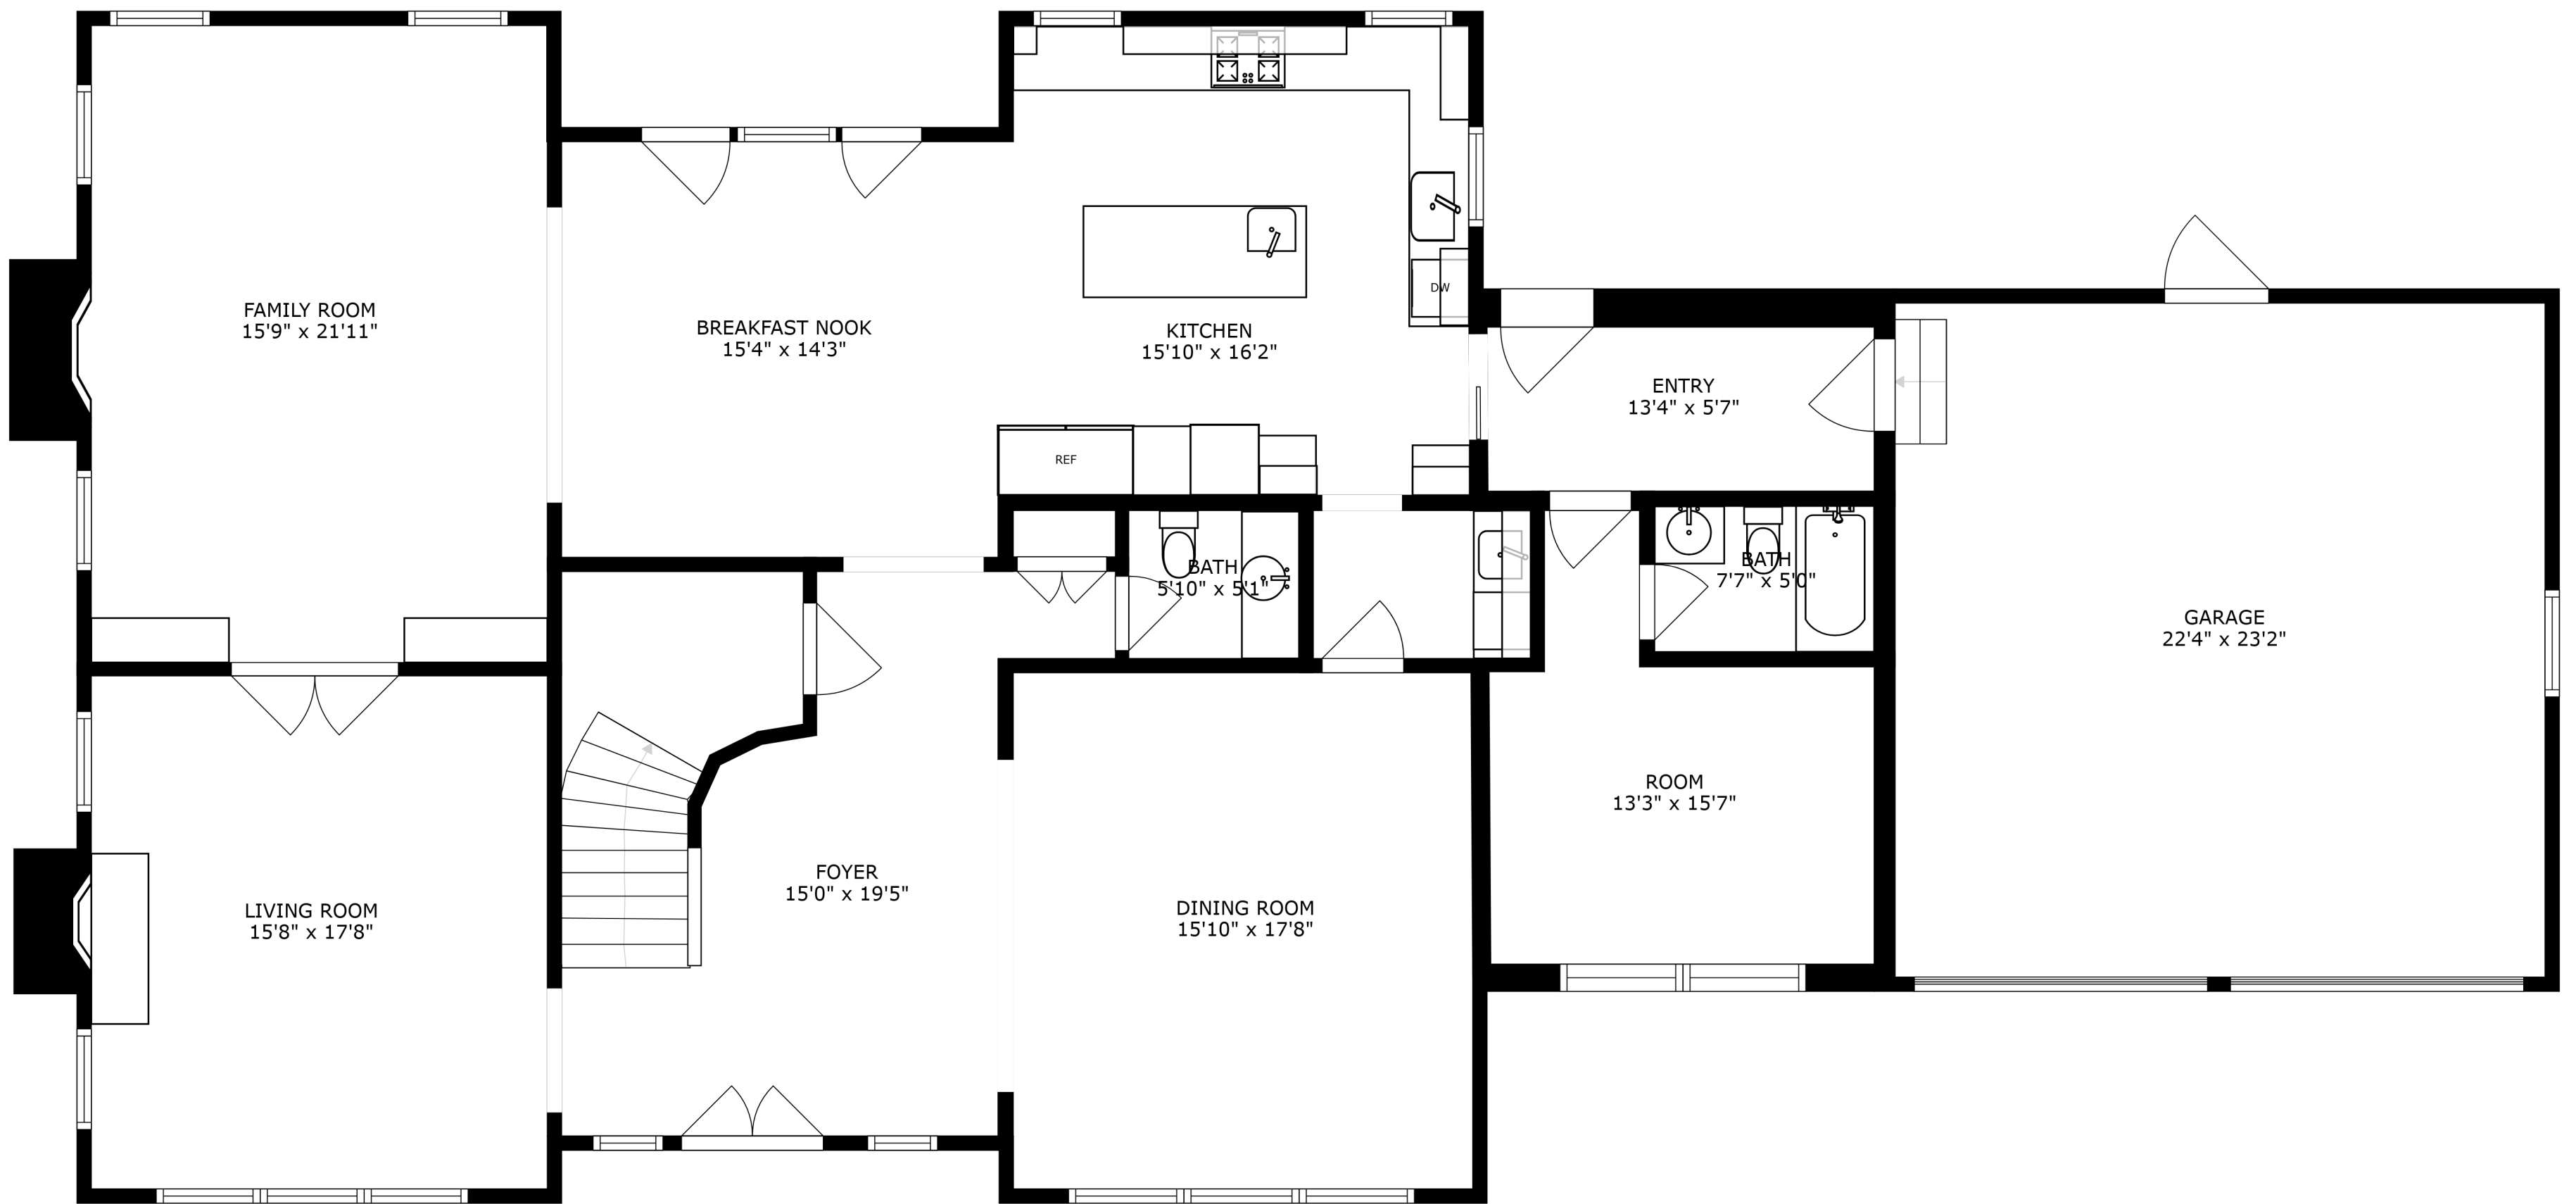 FAMILY ROOM
15'9" x 21'11"
BREAKFAST NOOK
15'4" x 14'3"
KITCHEN
15'10" x 16'2"
DW
REF
ENTRY
13'4" x 5'7"
BATH
5'10" x 5'1"
BATH
7'7" x 5'0"
GARAGE
22'4" x 23'2"
ROOM
13'3" x 15'7"
LIVING ROOM
15'8" x 17'8"
FOYER
15'0" x 19'5"
DINING ROOM
15'10" x 17'8"